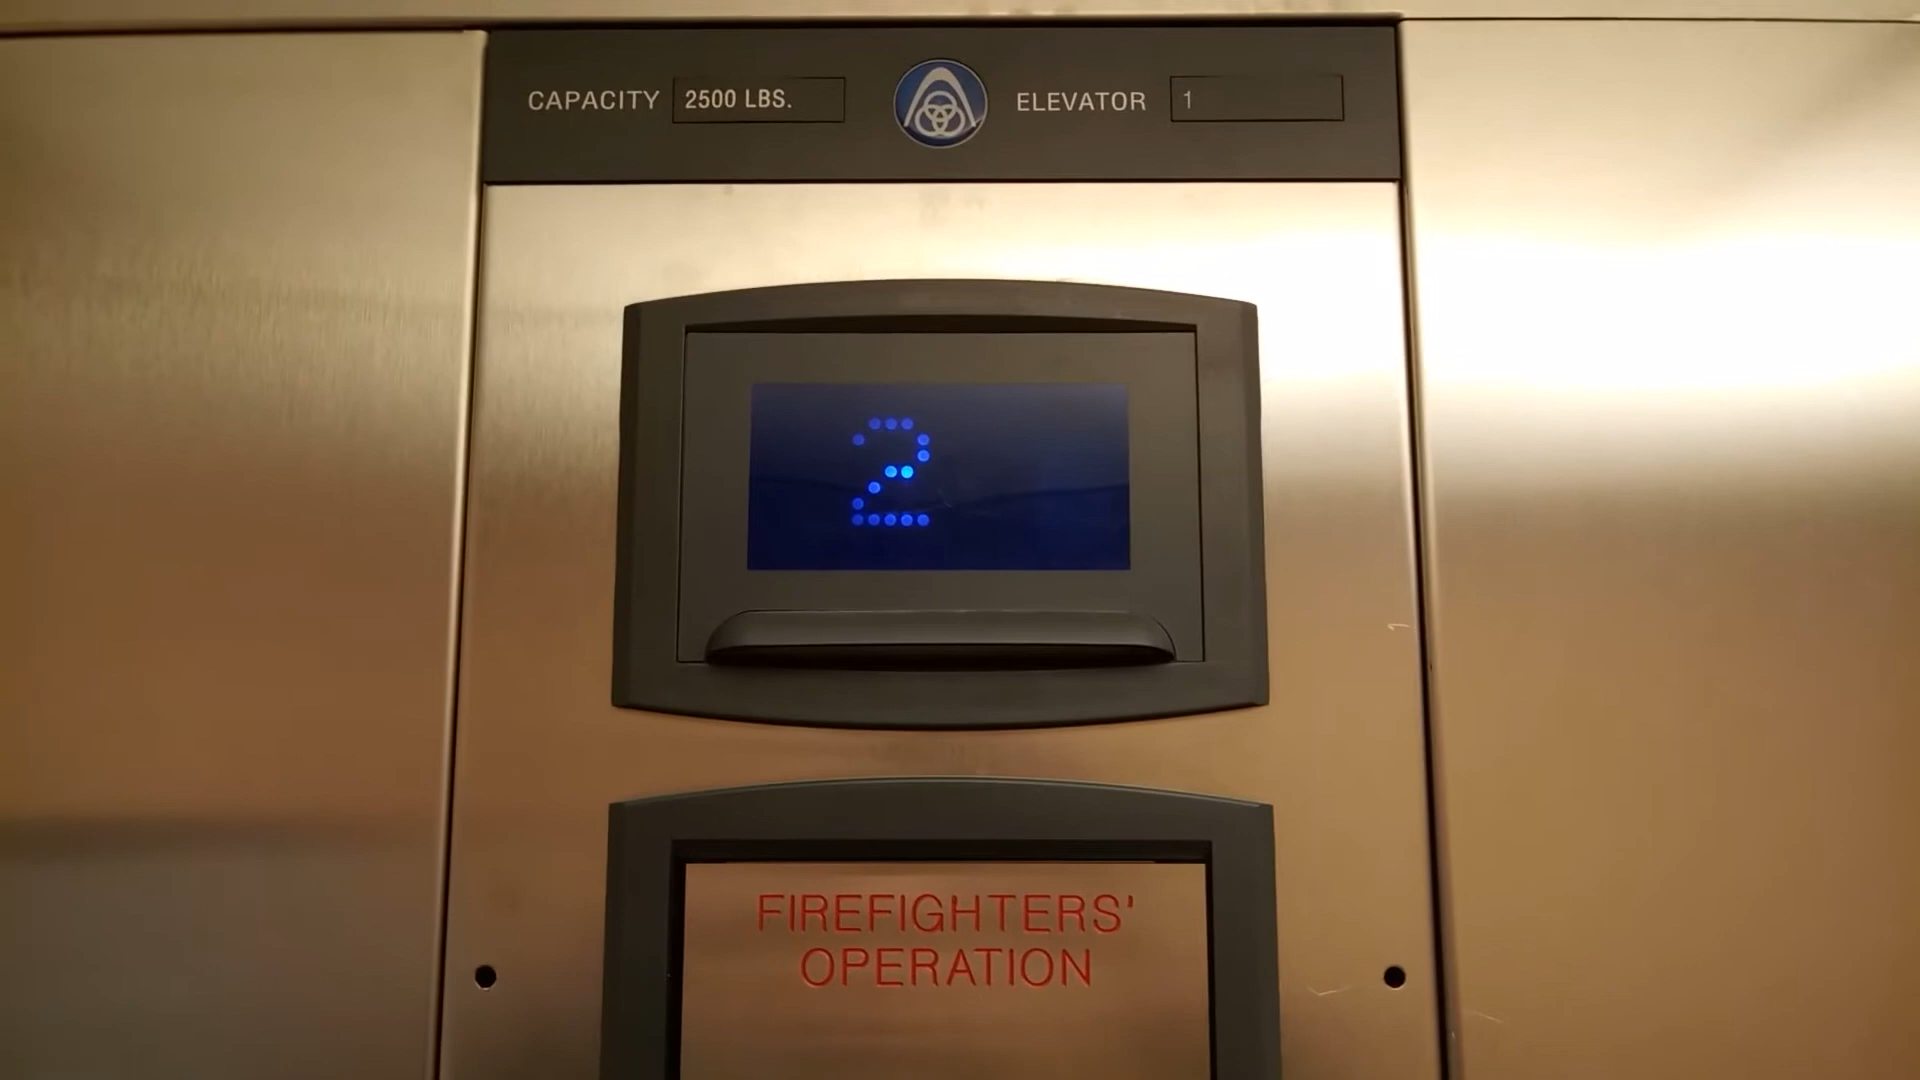 CAPACITY 2500 LBS. ELEVATOR 1
2
FIREFIGHTERS'
OPERATION